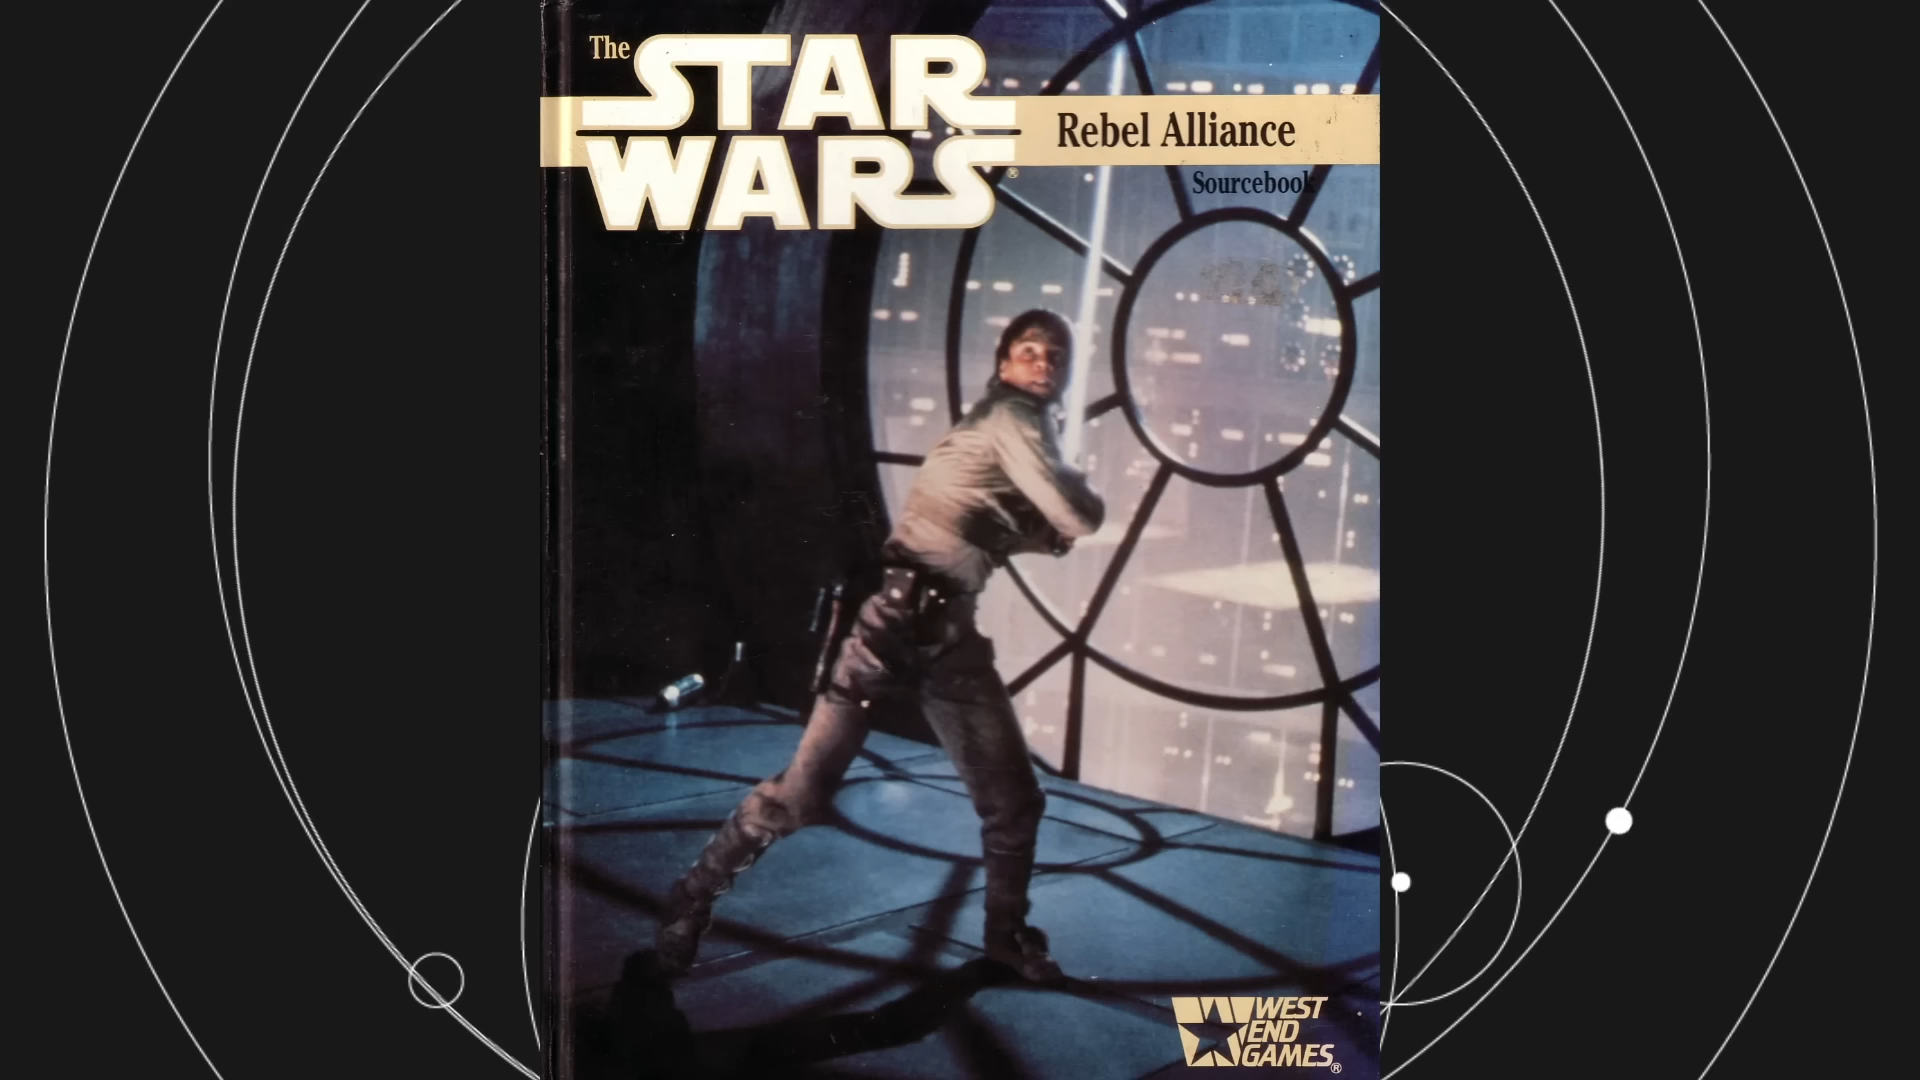 The
STAR
WARS®
Rebel Alliance
Sourcebook
WEST
END
GAMES®